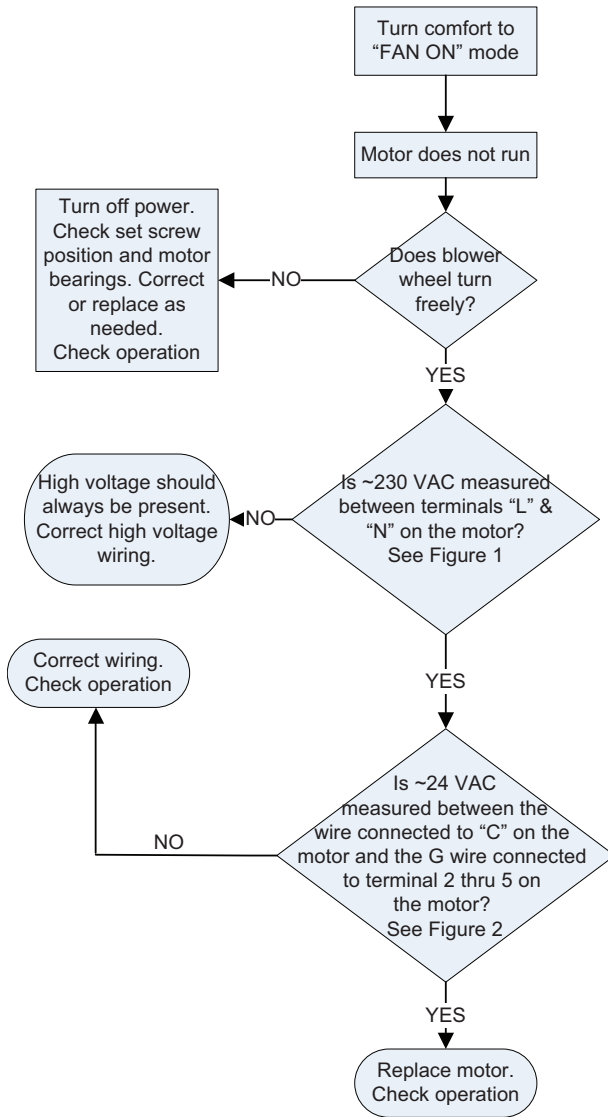 Turn comfort to
“FAN ON” mode
Motor does not run
Does blower
wheel turn
freely?
NO
Turn off power.
Check set screw
position and motor
bearings. Correct
or replace as
needed.
Check operation
YES
Is ~230 VAC measured
between terminals “L” &
“N” on the motor?
See Figure 1
NO
High voltage should
always be present.
Correct high voltage
wiring.
YES
Is ~24 VAC
measured between the
wire connected to “C” on the
motor and the G wire connected
to terminal 2 thru 5 on
the motor?
See Figure 2
NO
Correct wiring.
Check operation
YES
Replace motor.
Check operation